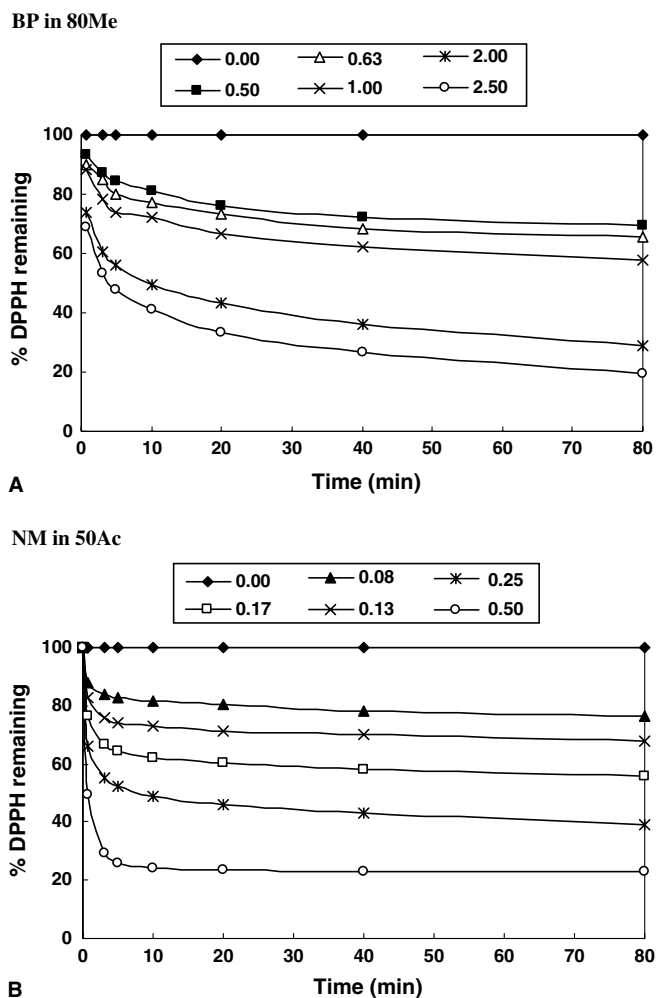 BP in 80Me
0.00 0.63 2.00
0.50 1.00 2.50
100
80
60
40
20
0
% DPPH remaining
0 10 20 30 40 50 60 70 80
Time (min)
A
NM in 50Ac
0.00 0.08 0.25
0.17 0.13 0.50
100
80
60
40
20
0
% DPPH remaining
0 10 20 30 40 50 60 70 80
Time (min)
B